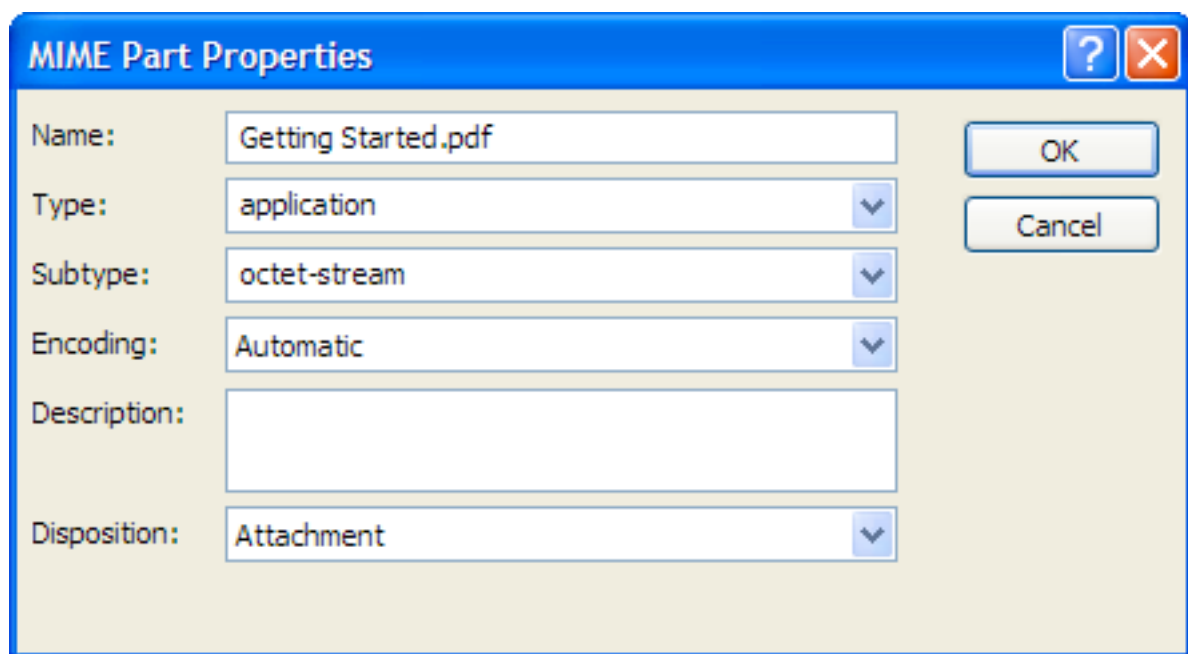 MIME Part Properties
Name: Getting Started.pdf
OK
Type: application
Cancel
Subtype: octet-stream
Encoding: Automatic
Description:
Disposition: Attachment